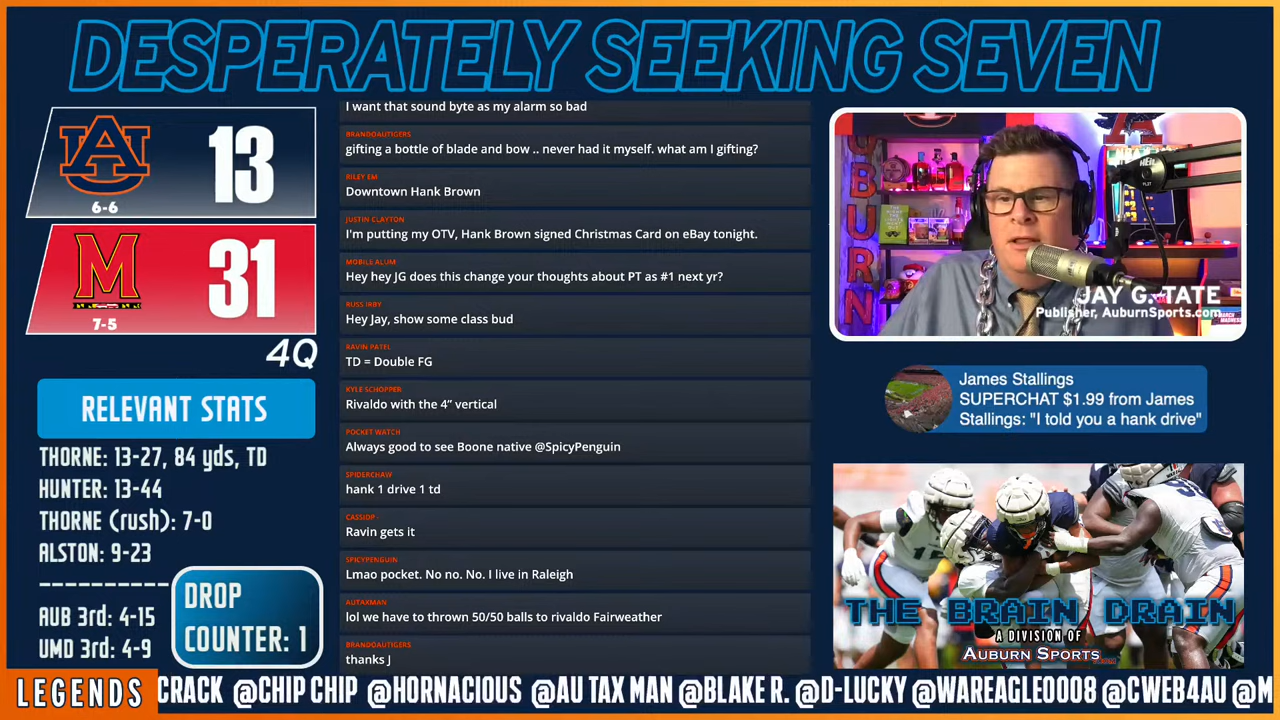 DESPERATELY SEEKING SEVEN
13
6-6
M
31
7-5
4Q
RELEVANT STATS
THORNE: 13-27, 84 yds, TD
HUNTER: 13-44
THORNE (rush): 7-0
ALSTON: 9-23
AUB 3rd: 4-15
UMD 3rd: 4-9
DROP
COUNTER: 1
I want that sound byte as my alarm so bad
BRANDOAUTIGERS
gifting a bottle of blade and bow .. never had it myself. what am I gifting?
RILEY EM
Downtown Hank Brown
JUSTIN CLAYTON
I'm putting my OTV, Hank Brown signed Christmas Card on eBay tonight.
MOBILE ALUM
Hey hey JG does this change your thoughts about PT as #1 next yr?
RUSS IRBY
Hey Jay, show some class bud
RAVIN PATEL
TD = Double FG
KYLE SCHOPPER
Rivaldo with the 4” vertical
POCKET WATCH
Always good to see Boone native @SpicyPenguin
SPIDERCHAW
hank 1 drive 1 td
CASSIOP
Ravin gets it
SPICYPENGUIN
Lmao pocket. No no. No. I live in Raleigh
AUTAXMAN
lol we have to thrown 50/50 balls to rivaldo Fairweather
BRANDOAUTIGERS
thanks J
JAY G. TATE
Publisher, AuburnSports.com
James Stallings
SUPERCHAT $1.99 from James
Stallings: "I told you a hank drive"
THE BRAIN DRAIN
A DIVISION OF
AUBURN SPORTS.COM
LEGENDS CRACK @CHIP CHIP @HORNACIOUS @AU TAX MAN @BLAKE R. @D-LUCKY @WAREAGLE0008 @CWEB4AU @M